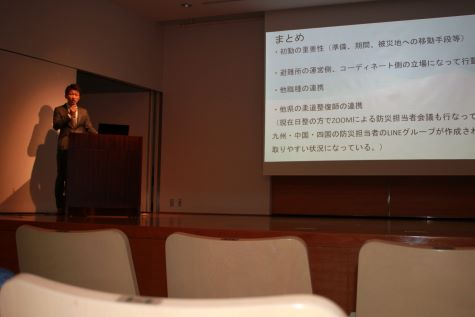 まとめ
・初動の重要性（準備、期間、被災地への移動手段等）
・避難所の運営側、コーディネート側の立場になって行動
・他職種の連携
・他県の柔道整復師の連携
（現在日整の方でZOOMによる防災担当者会議も行なって
九州・中国・四国の防災担当者のLINEグループが作成され
取りやすい状況になっている。）